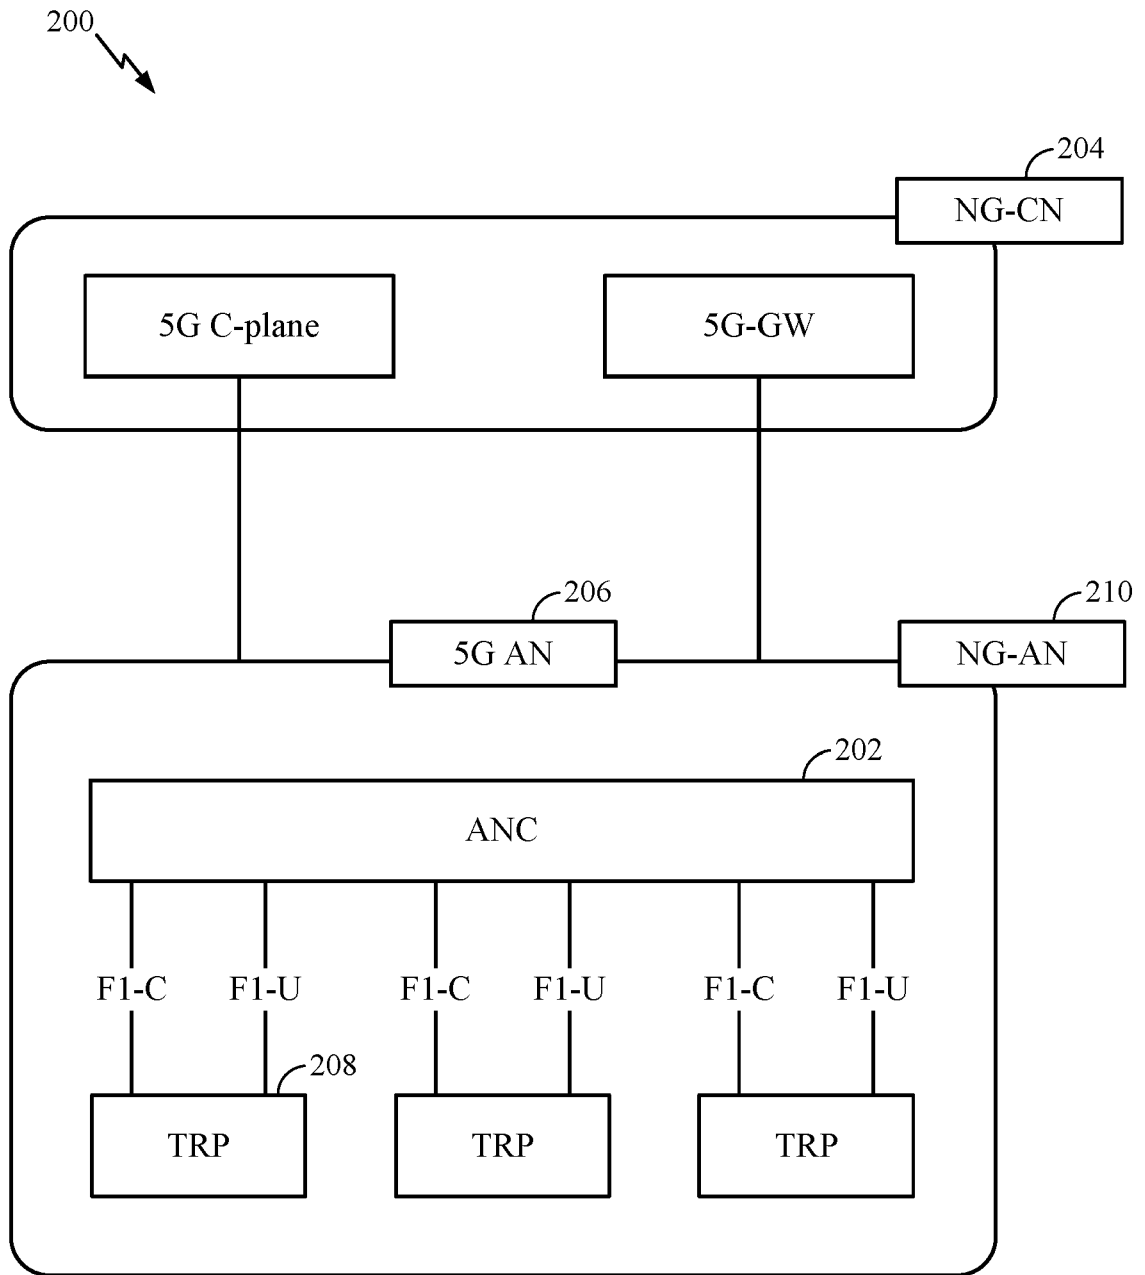 200
204
NG-CN
5G C-plane
5G-GW
206
210
5G AN
NG-AN
202
ANC
F1-C F1-U F1-C F1-U F1-C F1-U
208
TRP TRP TRP